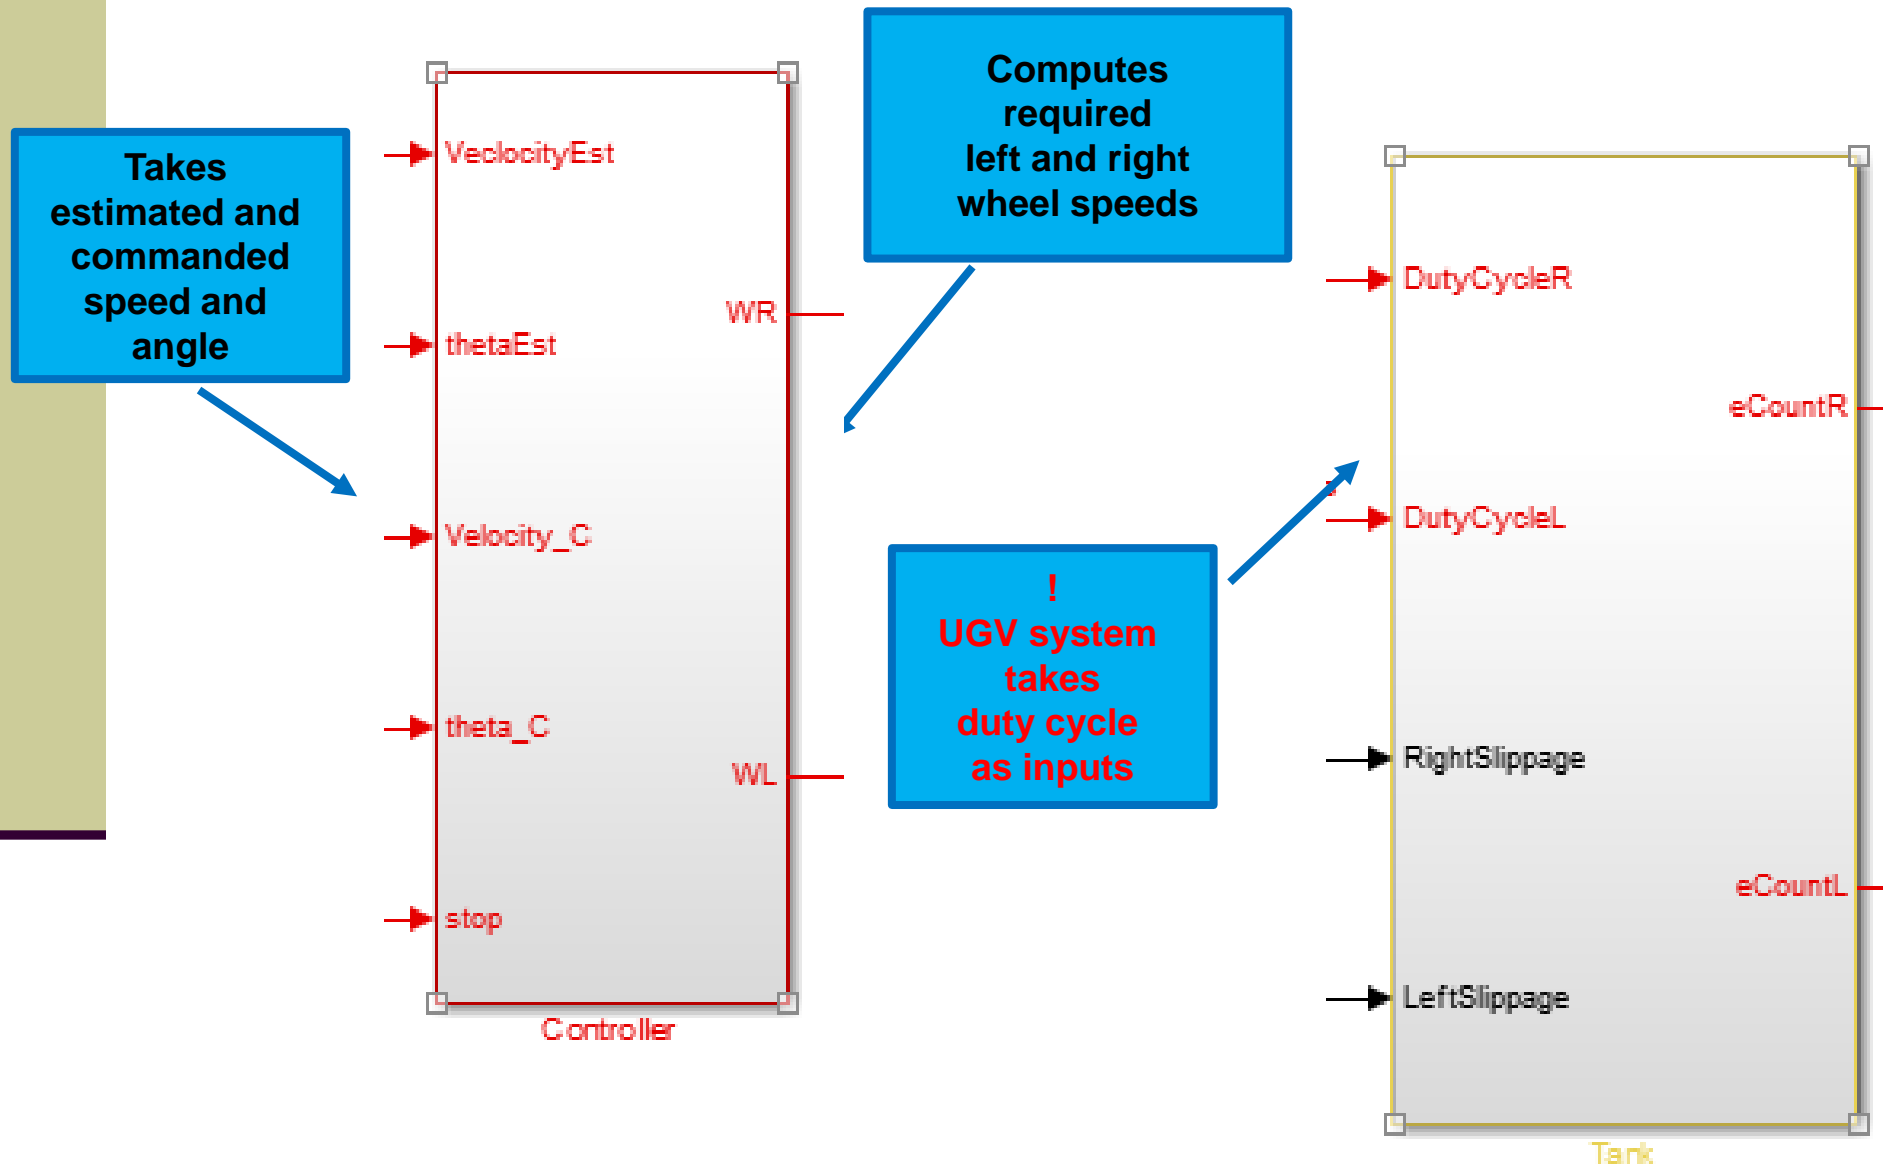 Takes
estimated and
commanded
speed and
angle
VeclocityEst
thetaEst
Velocity_C
theta_C
stop
WR
WL
Controller
Computes
required
left and right
wheel speeds
!
UGV system
takes
duty cycle
as inputs
DutyCycleR
DutyCycleL
RightSlippage
LeftSlippage
eCountR
eCountL
Tank